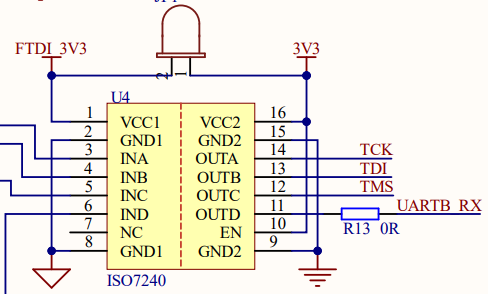 FTDI_3V3
2
1
3V3
U4
1 VCC1 VCC2 16
2 GND1 GND2 15
3 INA OUTA 14 TCK
4 INB OUTB 13 TDI
5 INC OUTC 12 TMS
6 IND OUTD 11 UARTB_RX
7 NC EN 10 R13 0R
8 GND1 GND2 9
ISO7240